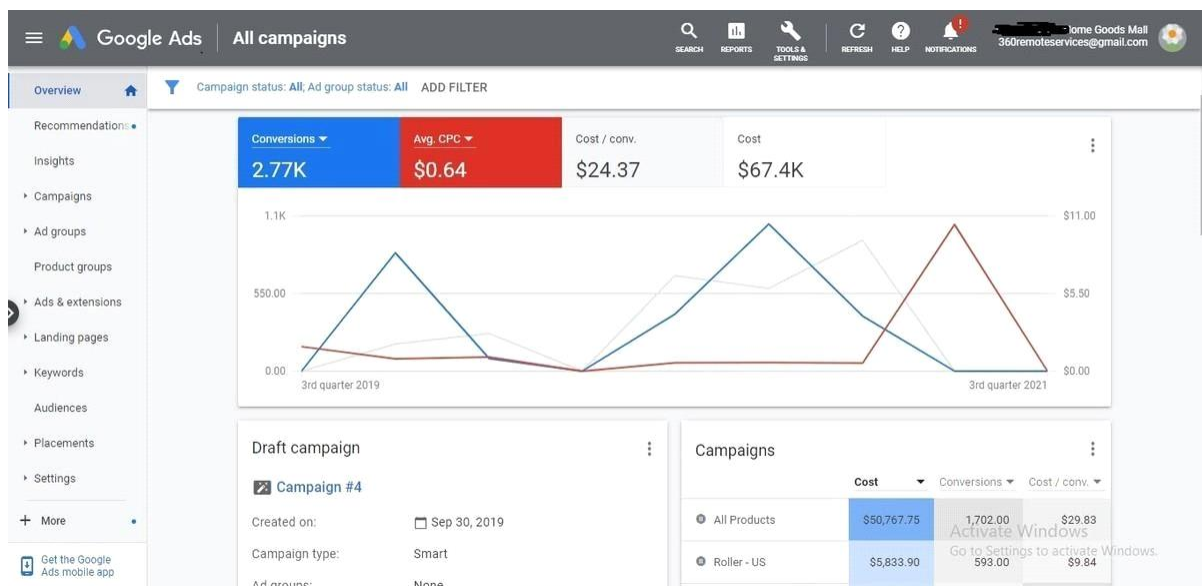 Google Ads
All campaigns
SEARCH
REPORTS
TOOLS &
SETTINGS
REFRESH
HELP
!
NOTIFICATIONS
Home Goods Mall
360remoteservices@gmail.com
Overview
Recommendations
Insights
Campaigns
Ad groups
Product groups
Ads & extensions
Landing pages
Keywords
Audiences
Placements
Settings
+ More
Get the Google
Ads mobile app
Campaign status: All; Ad group status: All ADD FILTER
Conversions
2.77K
Avg. CPC
$0.64
Cost / conv.
$24.37
Cost
$67.4K
1.1K
550.00
0.00
$11.00
$5.50
$0.00
3rd quarter 2019
3rd quarter 2021
Draft campaign
Campaign #4
Created on: Sep 30, 2019
Campaign type: Smart
Ad groups: None
Campaigns
Cost Conversions Cost / conv.
All Products $50,767.75 1,702.00 $29.83
Roller - US $5,833.90 593.00 $9.84
Activate Windows
Go to Settings to activate Windows.